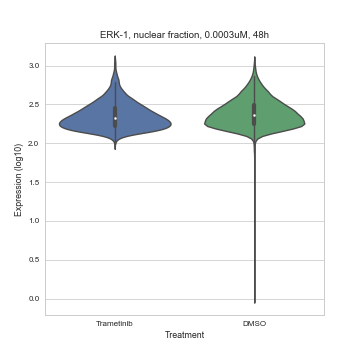 ERK-1, nuclear fraction, 0.0003uM, 48h
3.0
2.5
2.0
1.5
1.0
0.5
0.0
Expression (log10)
Trametinib
DMSO
Treatment